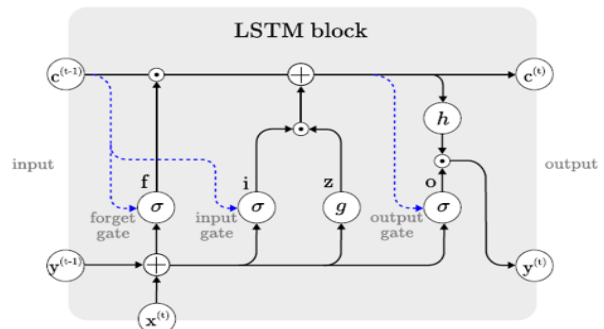 LSTM block
c(t-1)
c(t)
h
input
output
f
i
z
o
σ
σ
g
σ
forget
gate
input
gate
output
gate
y(t-1)
y(t)
x(t)